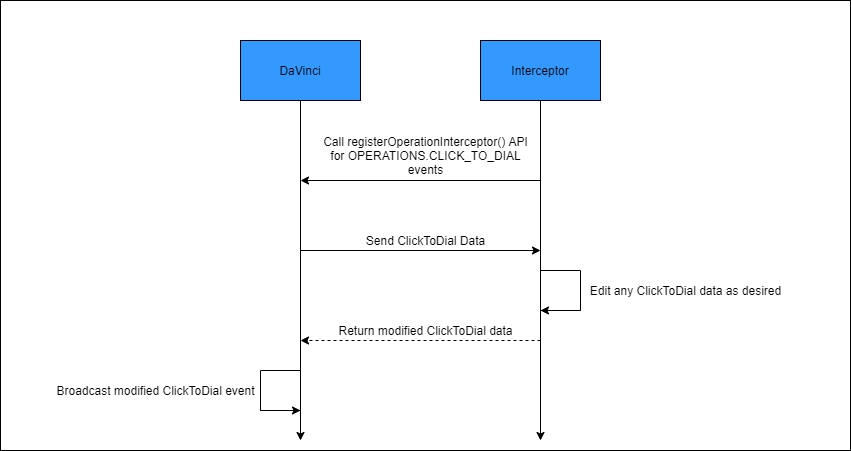 DaVinci
Interceptor
Call registerOperationInterceptor() API
for OPERATIONS.CLICK_TO_DIAL
events
Send ClickToDial Data
Edit any ClickToDial data as desired
Return modified ClickToDial data
Broadcast modified ClickToDial event